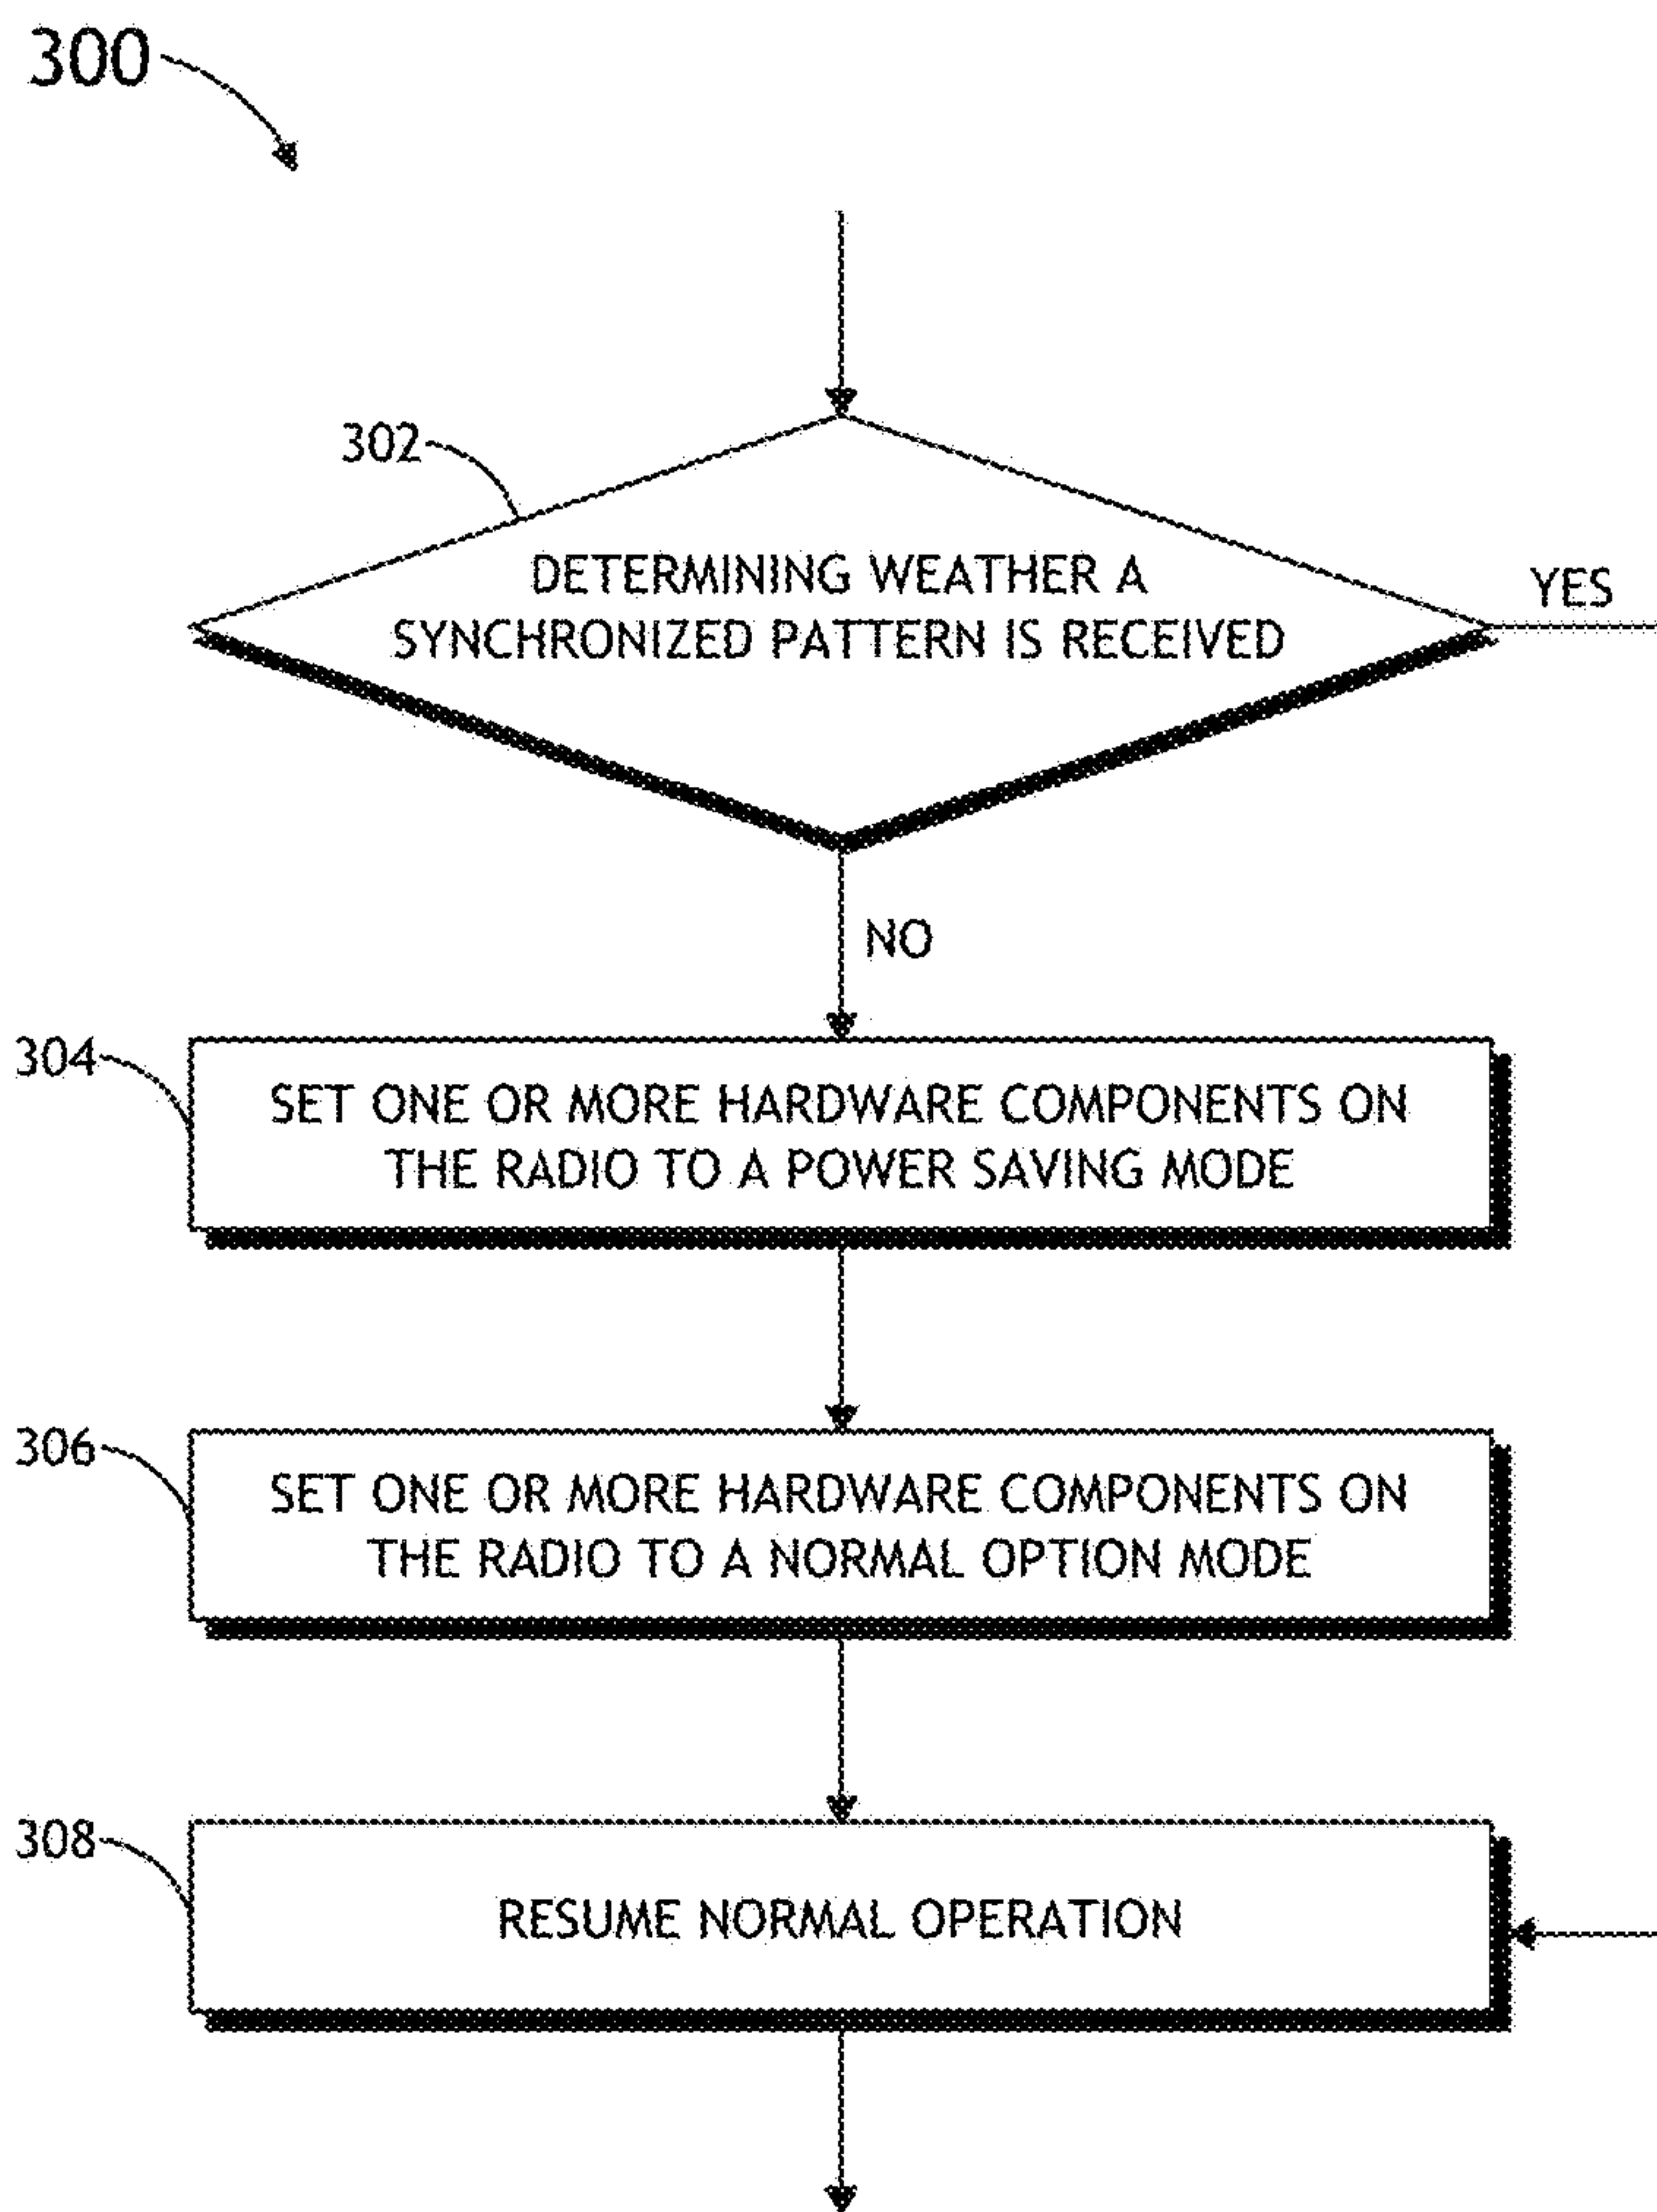 300
302
DETERMINING WEATHER A
SYNCHRONIZED PATTERN IS RECEIVED
YES
NO
304
SET ONE OR MORE HARDWARE COMPONENTS ON
THE RADIO TO A POWER SAVING MODE
306
SET ONE OR MORE HARDWARE COMPONENTS ON
THE RADIO TO A NORMAL OPTION MODE
308
RESUME NORMAL OPERATION